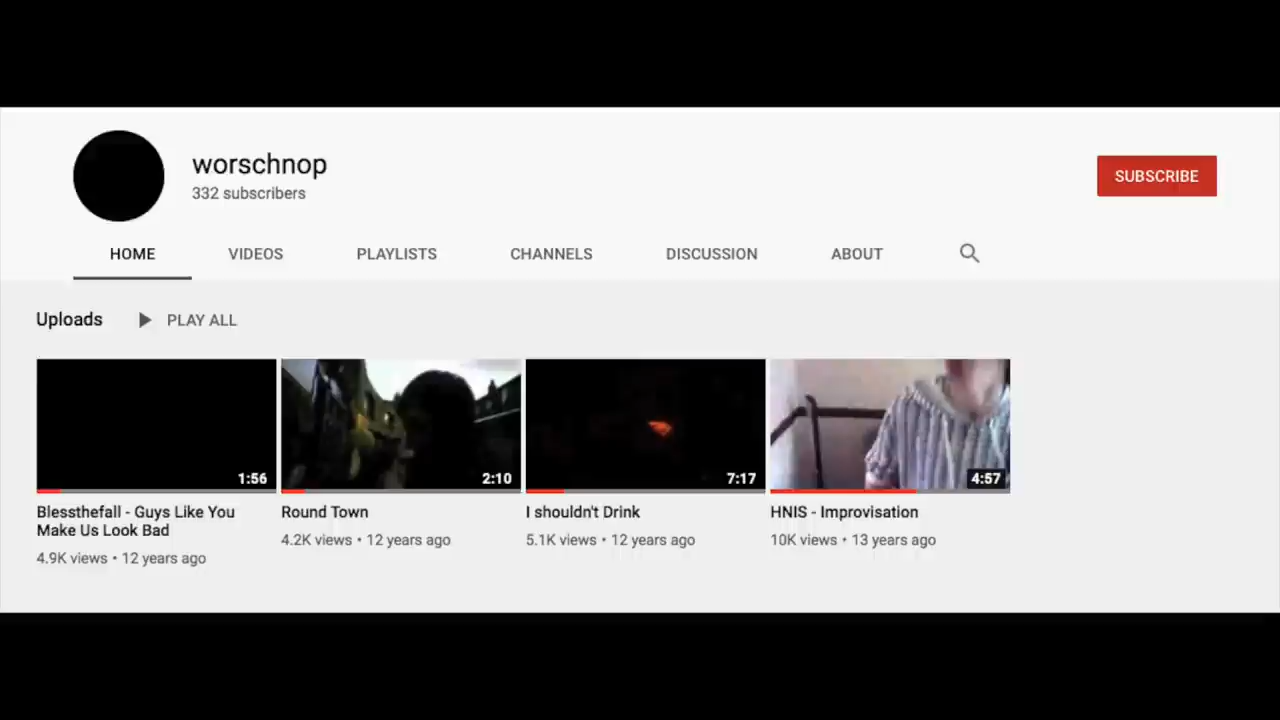 worschnop
332 subscribers
SUBSCRIBE
HOME VIDEOS PLAYLISTS CHANNELS DISCUSSION ABOUT
Uploads PLAY ALL
1:56
Blessthefall - Guys Like You
Make Us Look Bad
4.9K views • 12 years ago
2:10
Round Town
4.2K views • 12 years ago
7:17
I shouldn't Drink
5.1K views • 12 years ago
4:57
HNIS - Improvisation
10K views • 13 years ago